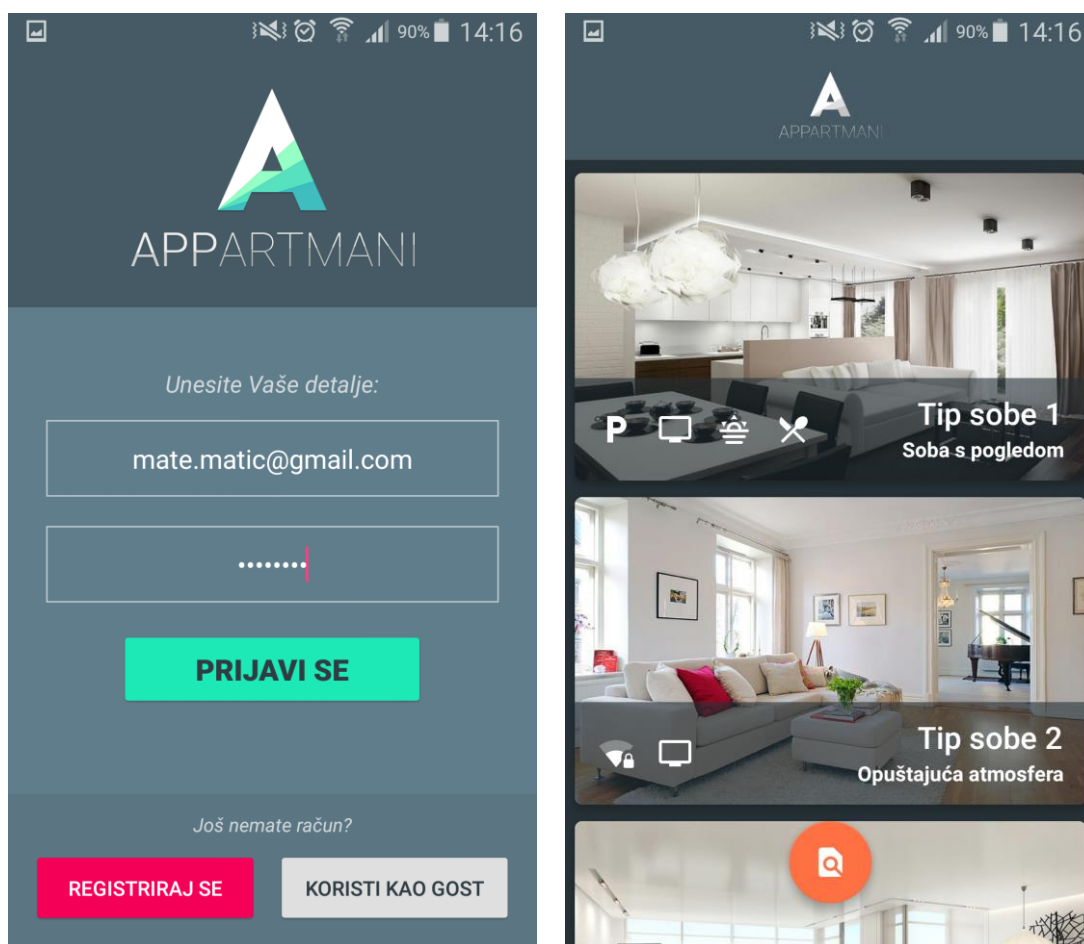 90% 14:16
APPARTMANI
Unesite Vaše detalje:
mate.matic@gmail.com
••••••••
PRIJAVI SE
Još nemate račun?
REGISTRIRAJ SE
KORISTI KAO GOST
90% 14:16
APPARTMANI
P
Tip sobe 1
Soba s pogledom
Tip sobe 2
Opuštajuća atmosfera